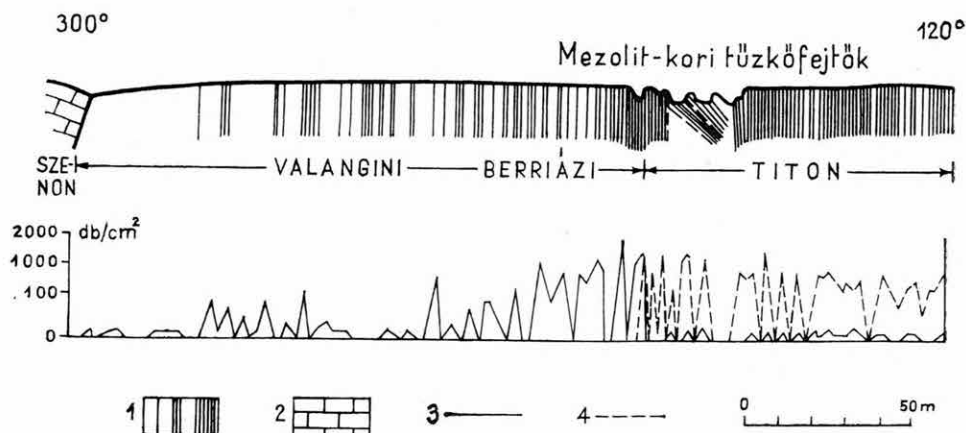 300° 120°
Mezolit-kori tűzkőfejtők
SZE-
NON
VALANGINI BERRIÁZI TITON
2000 db/cm²
1000
100
0
1 2 3 4 0 50m